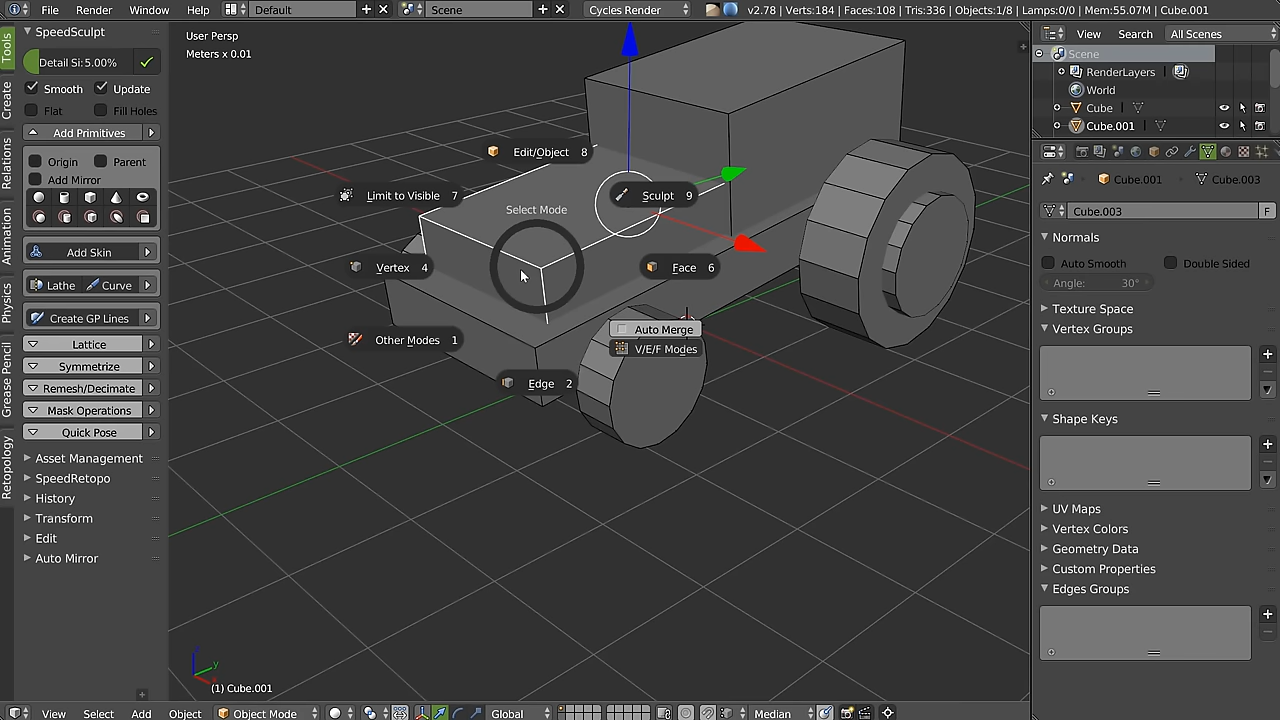 File Render Window Help Default Scene Cycles Render v2.78 | Verts:184 | Faces:108 | Tris:336 | Objects:1/8 | Lamps:0/0 | Mem:55.07M | Cube.001
Tools
Create
Relations
Animation
Physics
Grease Pencil
Retopology
SpeedSculpt
Detail Si: 5.00%
Smooth Update
Flat Fill Holes
Add Primitives
Origin Parent
Add Mirror
Add Skin
Lathe Curve
Create GP Lines
Lattice
Symmetrize
Remesh/Decimate
Mask Operations
Quick Pose
Asset Management
SpeedRetopo
History
Transform
Edit
Auto Mirror
User Persp
Meters x 0.01
Edit/Object 8
Limit to Visible 7
Sculpt 9
Select Mode
Vertex 4
Face 6
Auto Merge
Other Modes 1
V/E/F Modes
Edge 2
(1) Cube.001
View Select Add Object Object Mode Global Median
View Search All Scenes
Scene
RenderLayers
World
Cube
Cube.001
Cube.001 Cube.003
Cube.003 F
Normals
Auto Smooth Double Sided
Angle: 30°
Texture Space
Vertex Groups
Shape Keys
UV Maps
Vertex Colors
Geometry Data
Custom Properties
Edges Groups